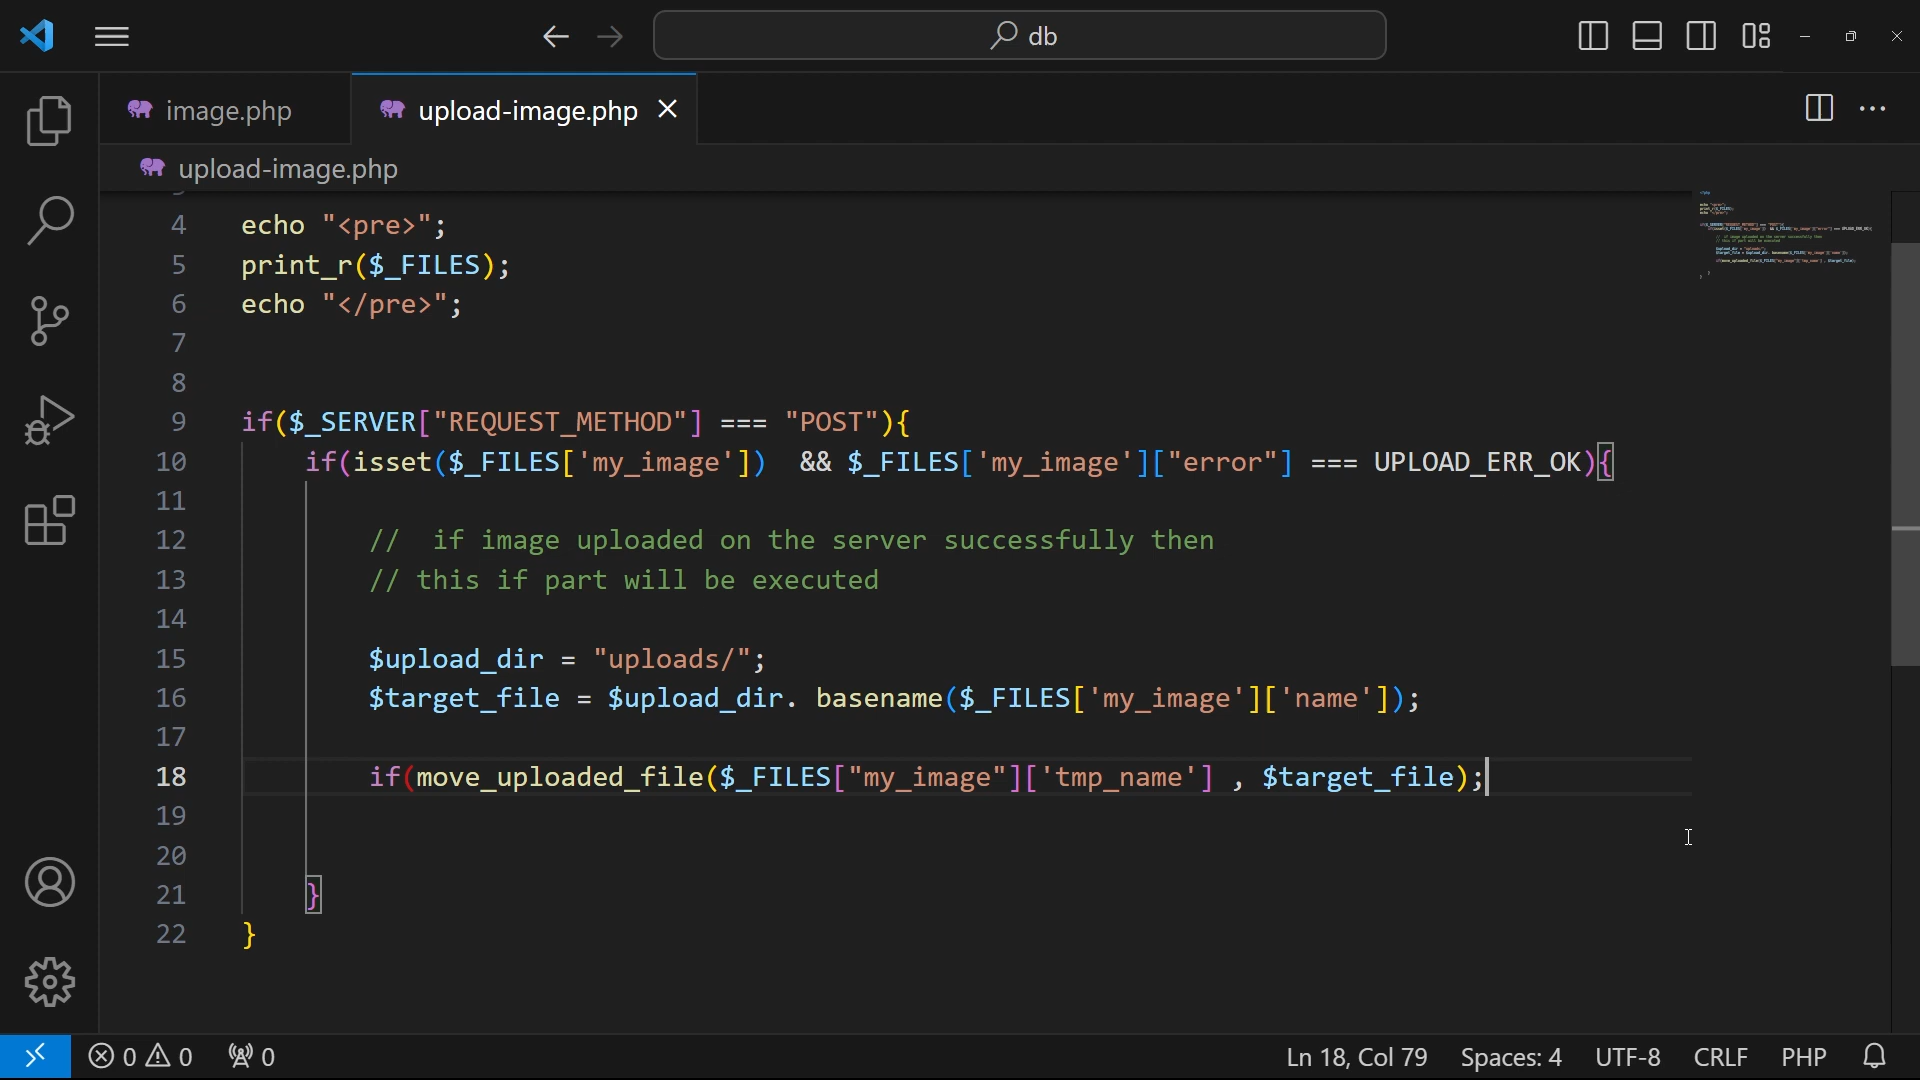 db
image.php
upload-image.php
upload-image.php
4 echo "<pre>";
5 print_r($_FILES);
6 echo "</pre>";
7
8
9 if($_SERVER["REQUEST_METHOD"] === "POST"){
10 if(isset($_FILES['my_image']) && $_FILES['my_image']["error"] === UPLOAD_ERR_OK){
11
12 // if image uploaded on the server successfully then
13 // this if part will be executed
14
15 $upload_dir = "uploads/";
16 $target_file = $upload_dir. basename($_FILES['my_image']['name']);
17
18 if(move_uploaded_file($_FILES["my_image"]['tmp_name'] , $target_file);
19
20
21 }
22 }
0 0 0 Ln 18, Col 79 Spaces: 4 UTF-8 CRLF PHP